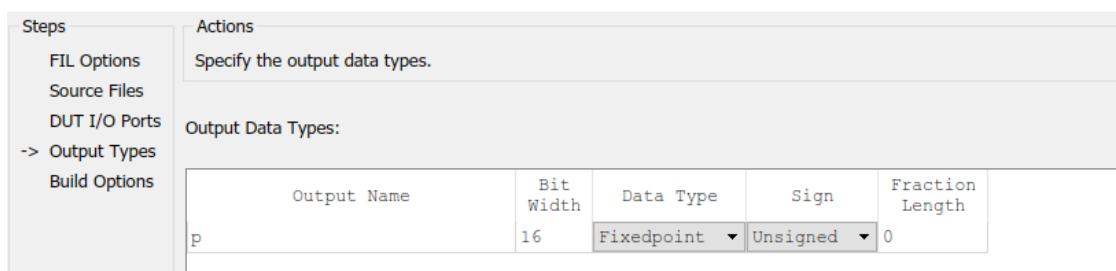 Steps
FIL Options
Source Files
DUT I/O Ports
-> Output Types
Build Options
Actions
Specify the output data types.
Output Data Types:
Output Name Bit Width Data Type Sign Fraction Length
p 16 Fixedpoint Unsigned 0